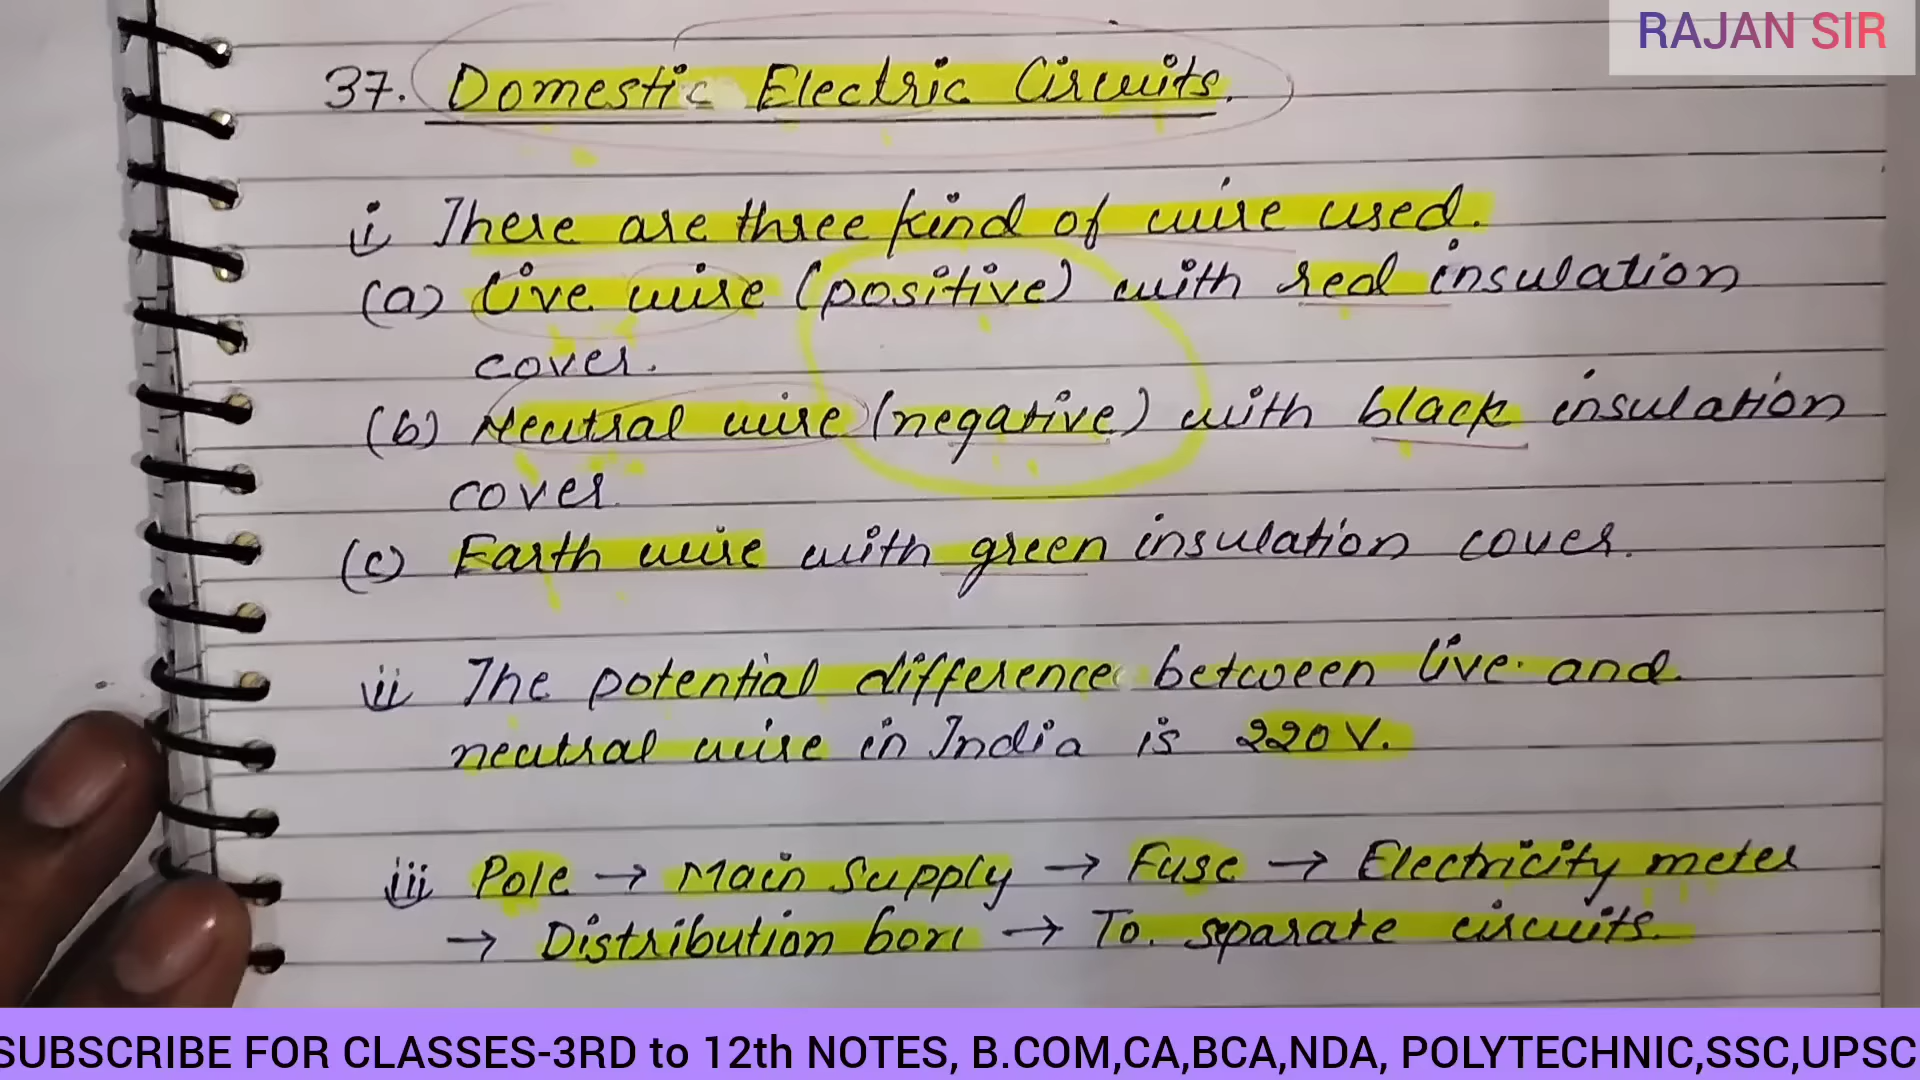 RAJAN SIR
37. Domestic Electric Circuits.
i There are three kind of wire used.
(a) Live wire (positive) with red insulation
cover.
(b) Neutral wire (negative) with black insulation
cover
(c) Earth wire with green insulation cover.
ii The potential difference between live and
neutral wire in India is 220 V.
iii Pole → Main Supply → Fuse → Electricity meter
→ Distribution box → To separate circuits.
SUBSCRIBE FOR CLASSES-3RD to 12th NOTES, B.COM,CA,BCA,NDA, POLYTECHNIC,SSC,UPSC